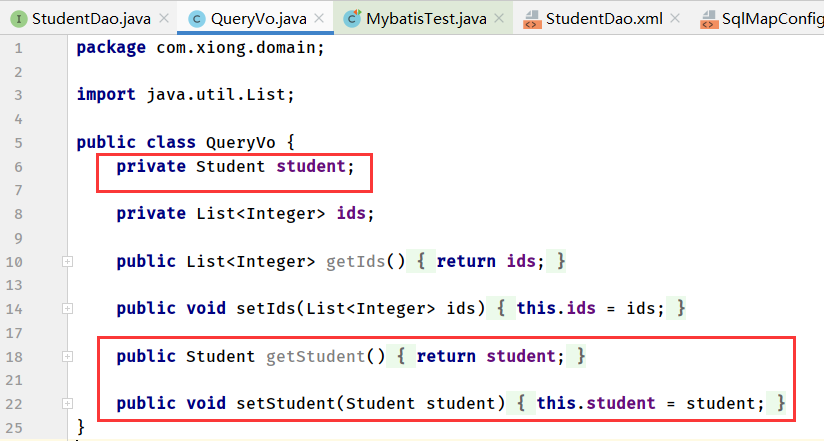 StudentDao.java QueryVo.java MybatisTest.java StudentDao.xml SqlMapConfig
1 package com.xiong.domain;
2
3 import java.util.List;
4
5 public class QueryVo {
6 private Student student;
7
8 private List<Integer> ids;
9
10 public List<Integer> getIds() { return ids; }
13
14 public void setIds(List<Integer> ids) { this.ids = ids; }
17
18 public Student getStudent() { return student; }
21
22 public void setStudent(Student student) { this.student = student; }
25 }